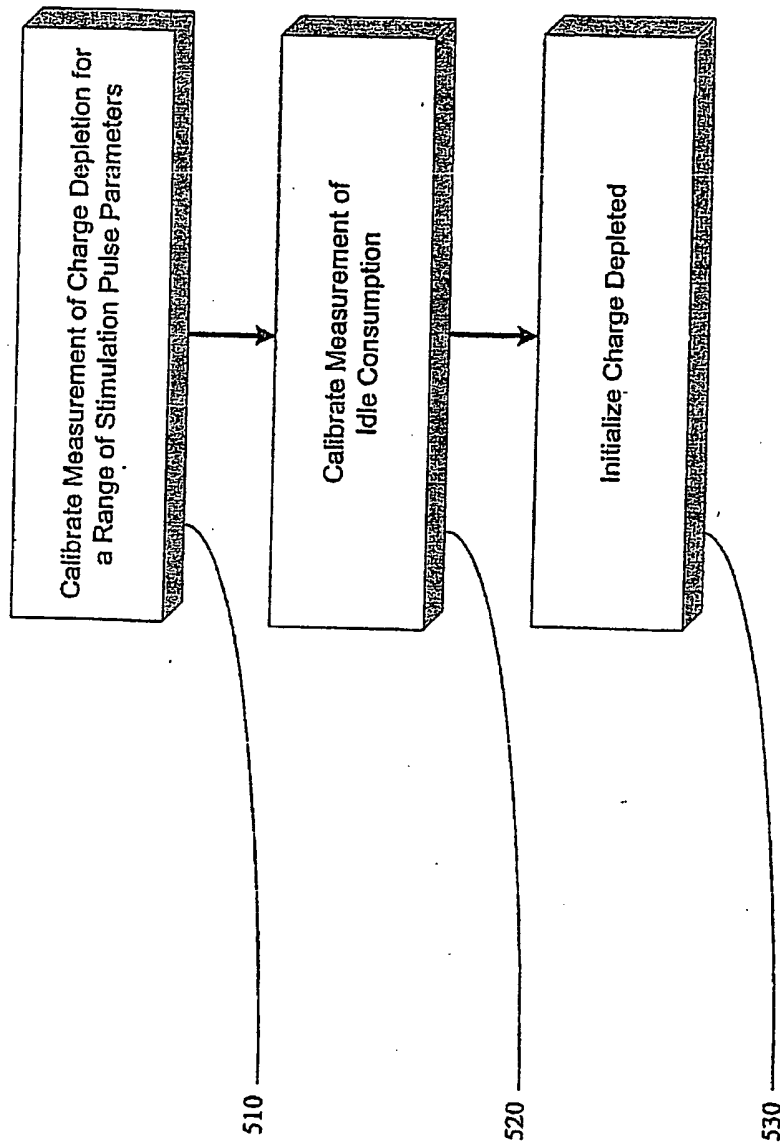 Calibrate Measurement of Charge Depletion for
a Range of Stimulation Pulse Parameters
510
Calibrate Measurement of
Idle Consumption
520
Initialize Charge Depleted
530